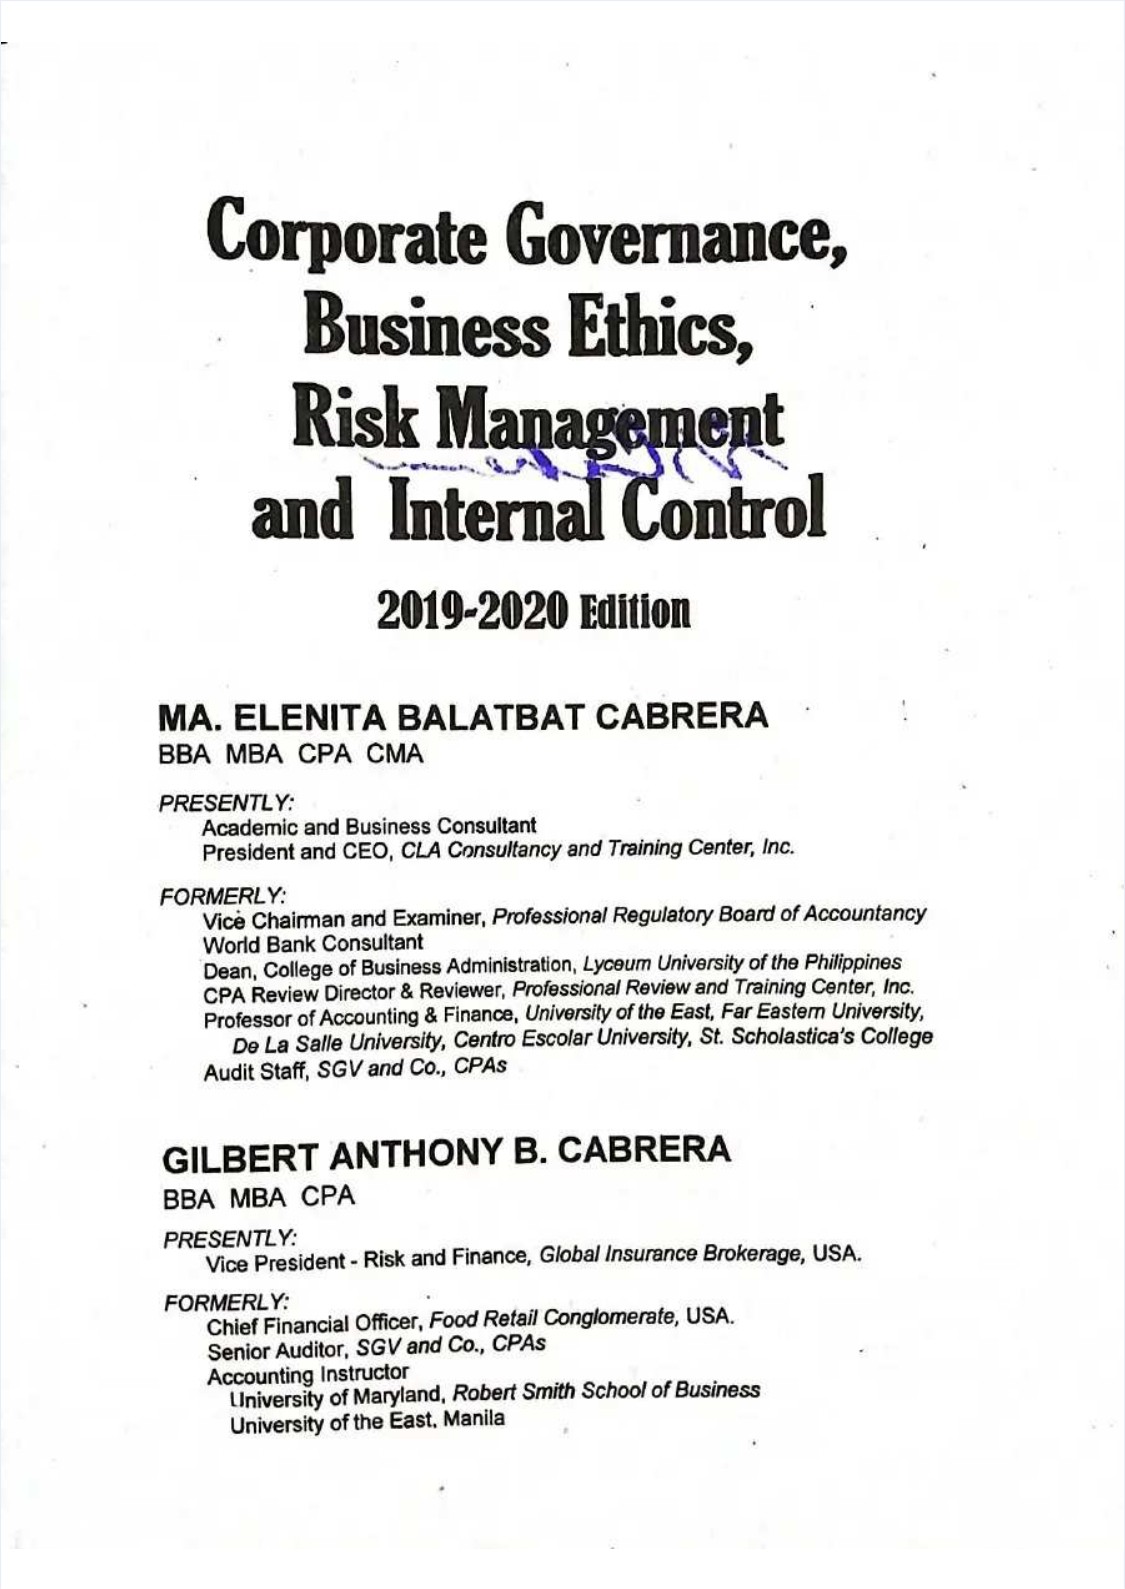 Corporate Governance,
Business Ethics,
Risk Management
and Internal Control
2019-2020 Edition
MA. ELENITA BALATBAT CABRERA
BBA MBA CPA CMA
PRESENTLY:
Academic and Business Consultant
President and CEO, CLA Consultancy and Training Center, Inc.
FORMERLY:
Vice Chairman and Examiner, Professional Regulatory Board of Accountancy
World Bank Consultant
Dean, College of Business Administration, Lyceum University of the Philippines
CPA Review Director & Reviewer, Professional Review and Training Center, Inc.
Professor of Accounting & Finance, University of the East, Far Eastern University,
De La Salle University, Centro Escolar University, St. Scholastica's College
Audit Staff, SGV and Co., CPAs
GILBERT ANTHONY B. CABRERA
BBA MBA CPA
PRESENTLY:
Vice President - Risk and Finance, Global Insurance Brokerage, USA.
FORMERLY:
Chief Financial Officer, Food Retail Conglomerate, USA.
Senior Auditor, SGV and Co., CPAs
Accounting Instructor
University of Maryland, Robert Smith School of Business
University of the East, Manila